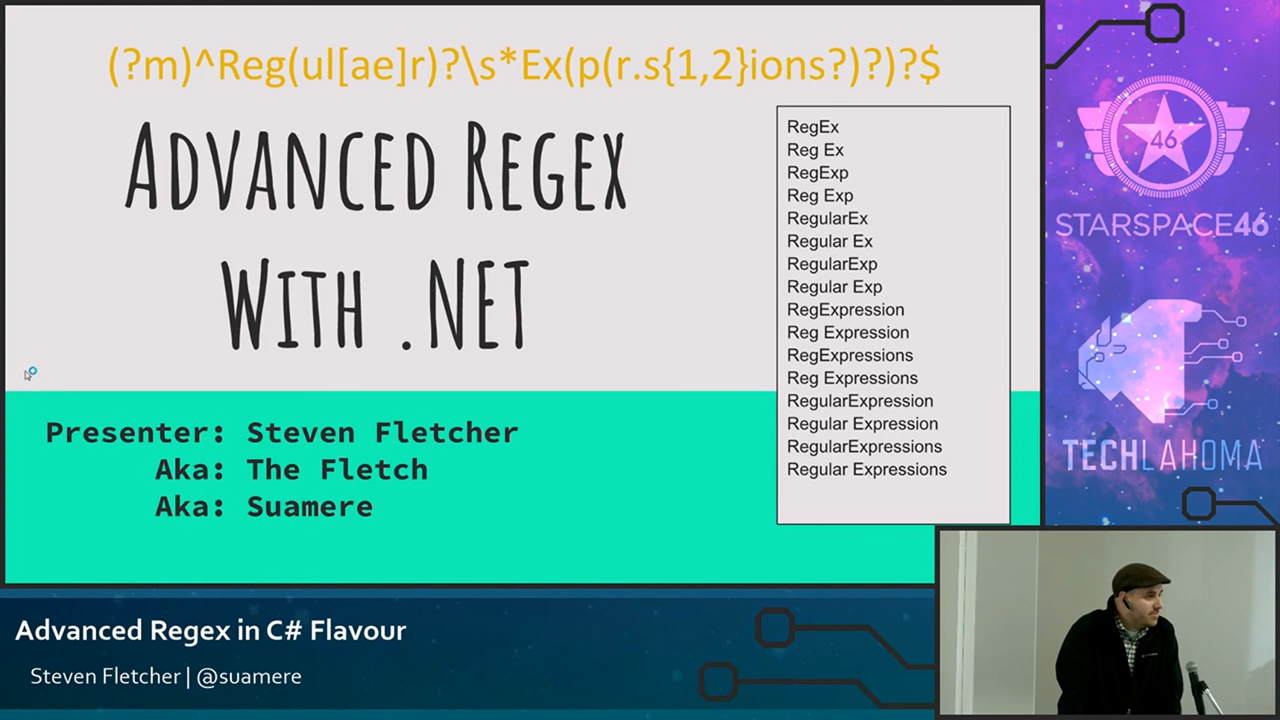 (?m)^Reg(ul[ae]r)?\s*Ex(p(r.s{1,2}ions?)?)?$
ADVANCED REGEX
WITH .NET
RegEx
Reg Ex
RegExp
Reg Exp
RegularEx
Regular Ex
RegularExp
Regular Exp
RegExpression
Reg Expression
RegExpressions
Reg Expressions
RegularExpression
Regular Expression
RegularExpressions
Regular Expressions
Presenter: Steven Fletcher
Aka: The Fletch
Aka: Suamere
46
STARSPACE46
TECHLAHOMA
Advanced Regex in C# Flavour
Steven Fletcher | @suamere